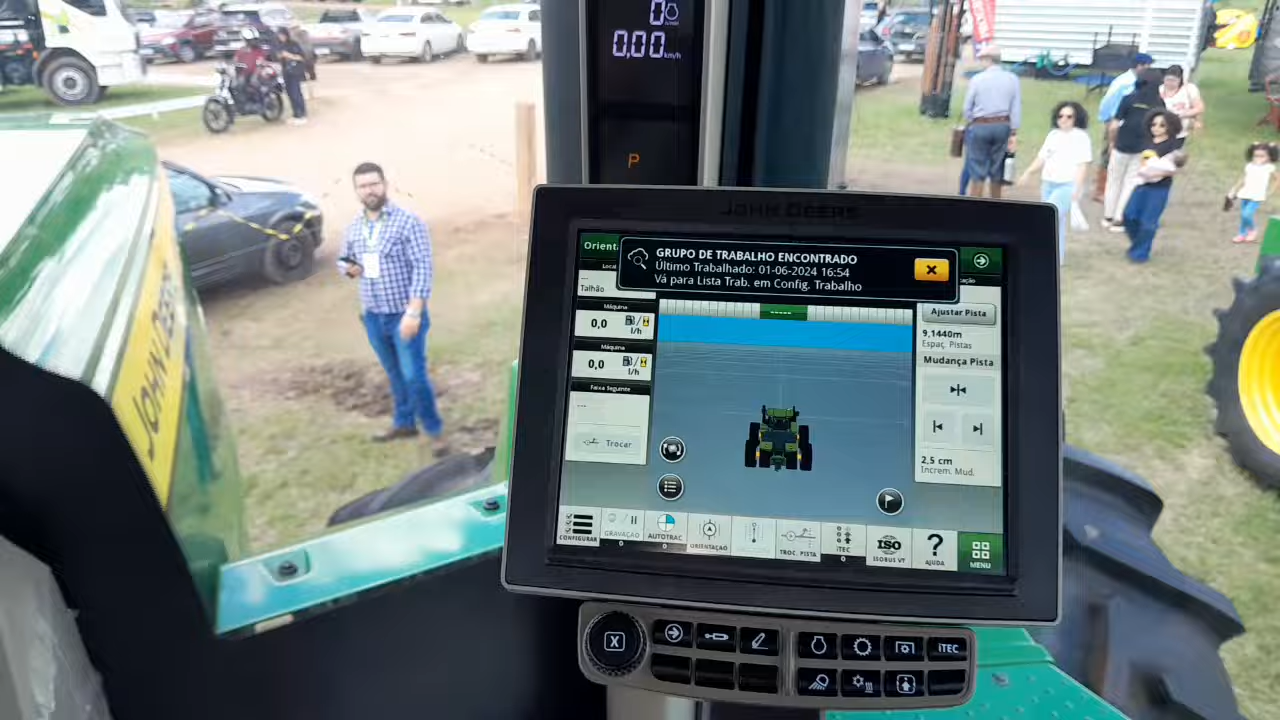 0
n/min
0,00 km/h
P
JOHN DEERE
JOHN DEERE
Orient
GRUPO DE TRABALHO ENCONTRADO
Último Trabalhado: 01-06-2024 16:54
Vá para Lista Trab. em Config. Trabalho
X
Talhão
Máquina
0,0 l/h
Máquina
0,0 l/h
Faixa Seguinte
---
Trocar
Ajustar Pista
9,1440m
Espaç. Pistas
Mudança Pista
2,5 cm
Increm. Mud.
CONFIGURAR
GRAVAÇÃO
AUTOTRAC
ORIENTAÇÃO
TROC. PISTA
iTEC
ISO
ISOBUS VT
?
AJUDA
MENU
X
iTEC